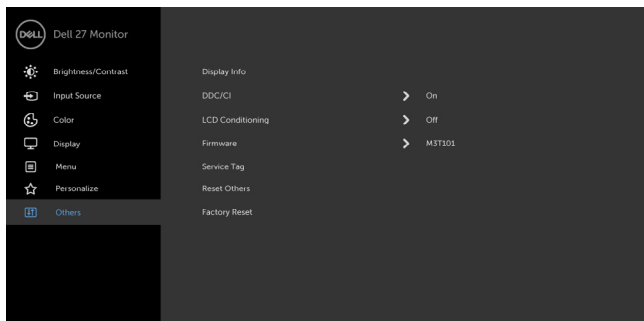 DELL Dell 27 Monitor
Brightness/Contrast Display Info
Input Source DDC/CI On
Color LCD Conditioning Off
Display Firmware M3T101
Menu Service Tag
Personalize Reset Others
Others Factory Reset